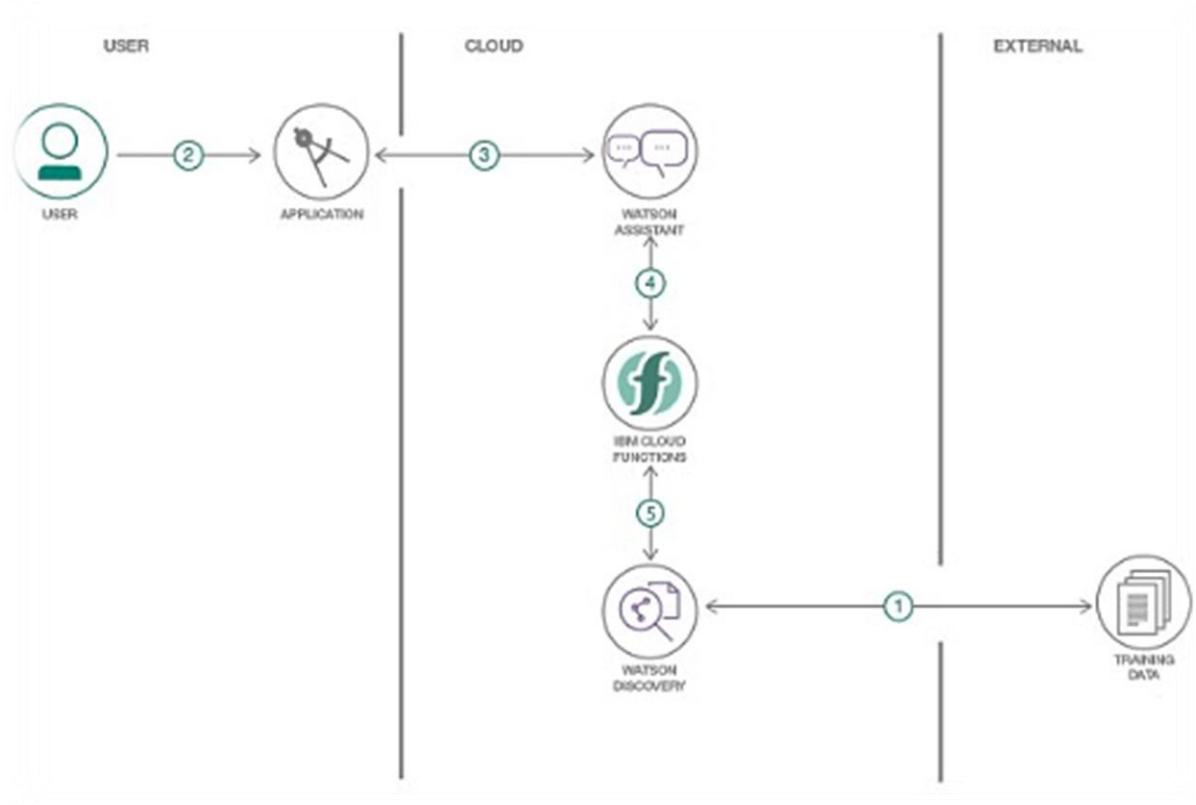 USER
CLOUD
EXTERNAL
2
3
USER
APPLICATION
WATSON
ASSISTANT
4
IBM CLOUD
FUNCTIONS
5
1
WATSON
DISCOVERY
TRAINING
DATA